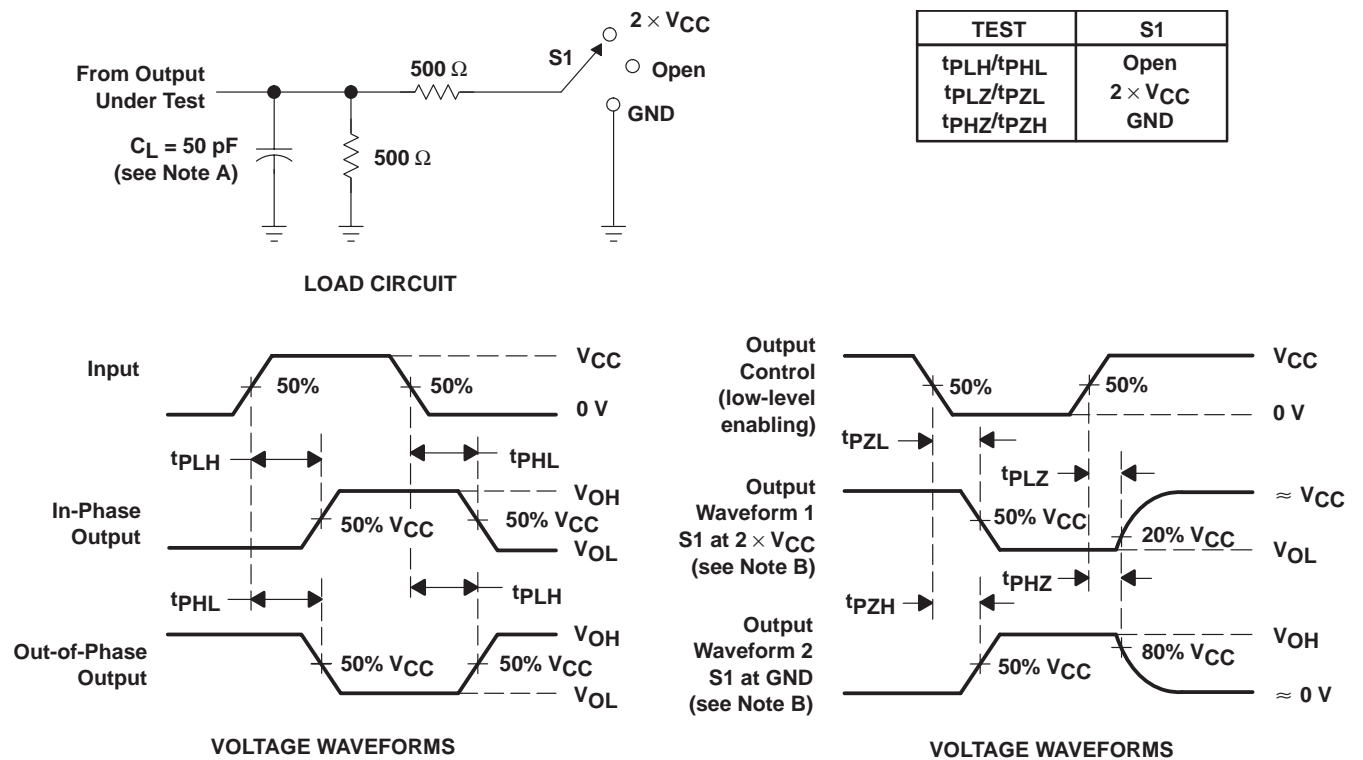 From Output
Under Test
CL = 50 pF
(see Note A)
500 Ω
500 Ω
S1
2 × VCC
Open
GND
LOAD CIRCUIT
TEST S1
tPLH/tPHL Open
tPLZ/tPZL 2 × VCC
tPHZ/tPZH GND
Input
50%
50%
VCC
0 V
tPLH
tPHL
In-Phase
Output
50% VCC
50% VCC
VOH
VOL
tPHL
tPLH
Out-of-Phase
Output
50% VCC
50% VCC
VOH
VOL
VOLTAGE WAVEFORMS
Output
Control
(low-level
enabling)
50%
50%
VCC
0 V
tPZL
tPLZ
Output
Waveform 1
S1 at 2 × VCC
(see Note B)
50% VCC
20% VCC
≈ VCC
VOL
tPZH
tPHZ
Output
Waveform 2
S1 at GND
(see Note B)
50% VCC
80% VCC
VOH
≈ 0 V
VOLTAGE WAVEFORMS